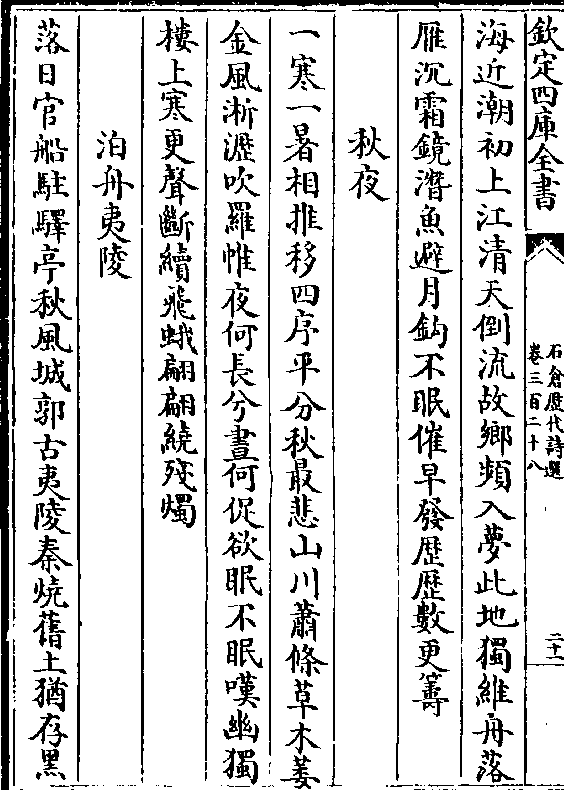 欽定四庫全書
石倉歷代詩選
卷三百二十八
二十一
海近潮初上江清天倒流故鄉頻入夢此地獨維舟落
雁沉霜鏡潛魚避月鈎不眠催早發歴歴數更籌
秋夜
一寒一暑相推移四序平分秋最悲山川蕭條草木萎
金風淅瀝吹羅帷夜何長兮晝何促欲眠不眠嘆幽獨
樓上寒更聲斷續飛蛾翩翩繞殘燭
泊舟夷陵
落日官船駐驛亭秋風城郭古夷陵秦燒舊土猶存黑